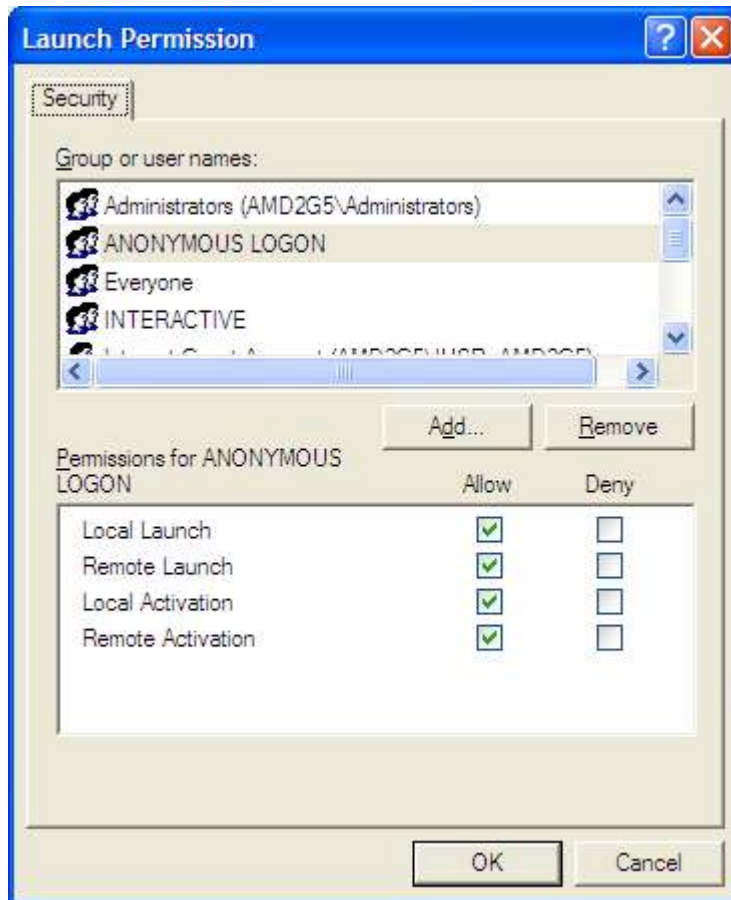 Launch Permission
Security
Group or user names:
Administrators (AMD2G5\Administrators)
ANONYMOUS LOGON
Everyone
INTERACTIVE
Add... Remove
Permissions for ANONYMOUS
LOGON Allow Deny
Local Launch
Remote Launch
Local Activation
Remote Activation
OK Cancel